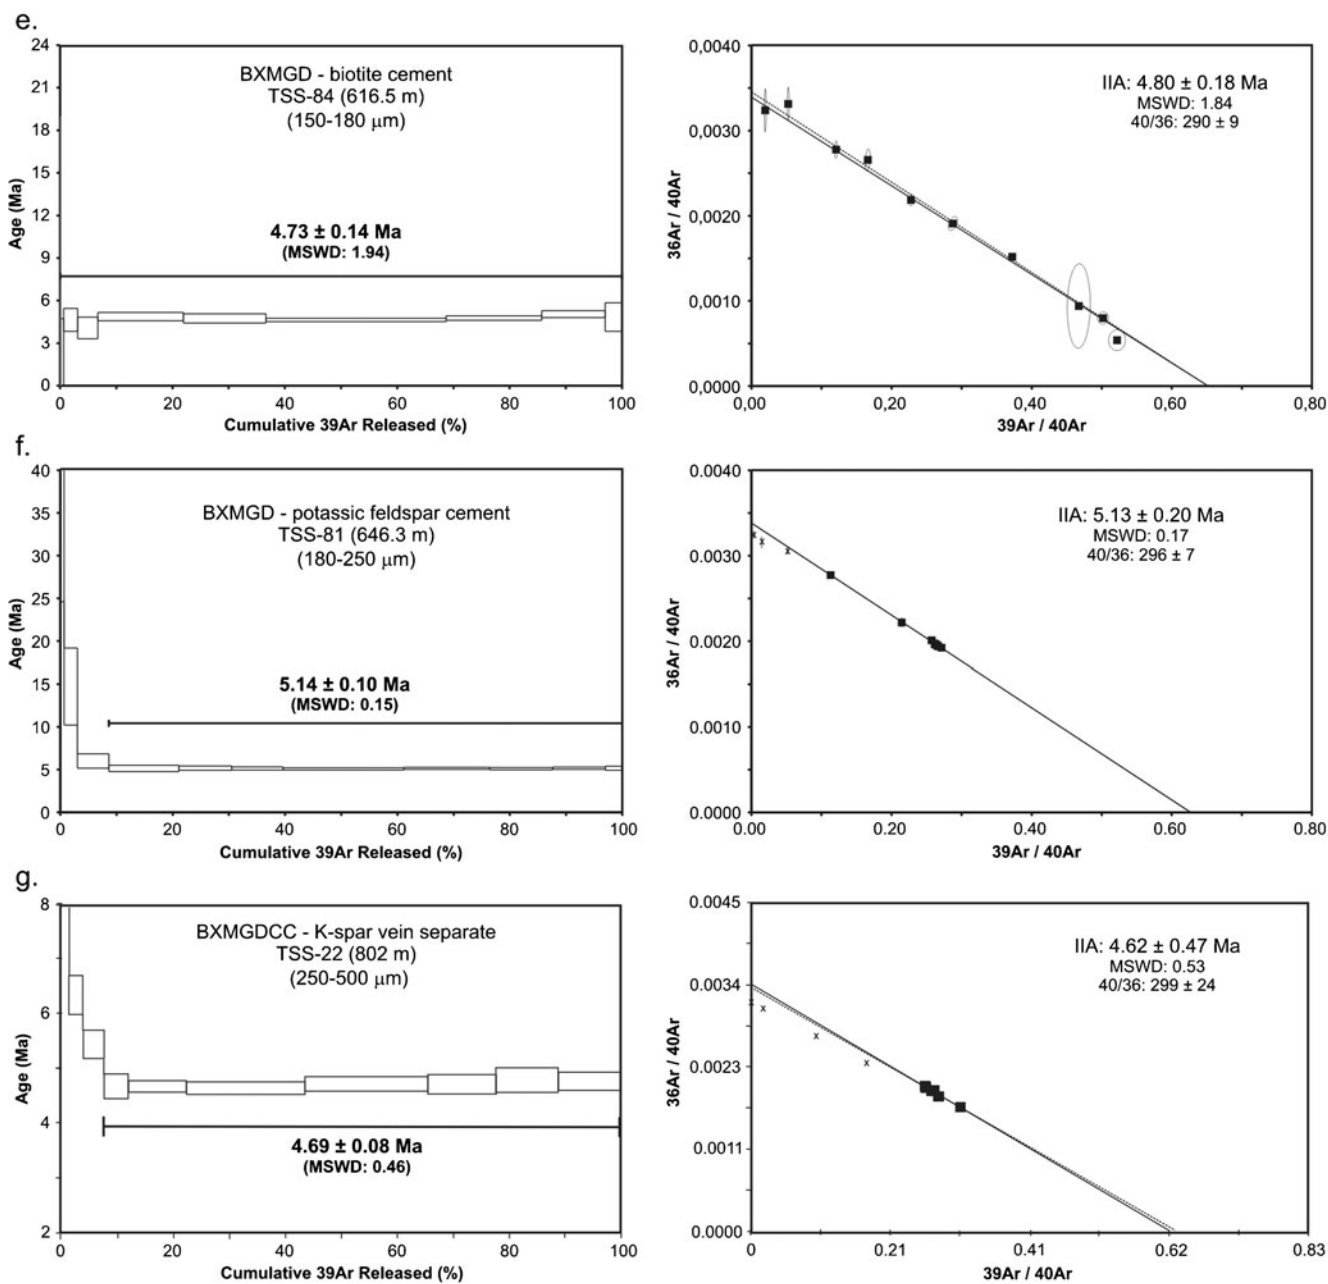 e.
24
21
18
15
12
9
6
3
0
Age (Ma)
BXMGD - biotite cement
TSS-84 (616.5 m)
(150-180 μm)
4.73 ± 0.14 Ma
(MSWD: 1.94)
0 20 40 60 80 100
Cumulative 39Ar Released (%)
0,0040
0,0030
0,0020
0,0010
0,0000
36Ar / 40Ar
IIA: 4.80 ± 0.18 Ma
MSWD: 1.84
40/36: 290 ± 9
0,00 0,20 0,40 0,60 0,80
39Ar / 40Ar
f.
40
35
30
25
20
15
10
5
0
Age (Ma)
BXMGD - potassic feldspar cement
TSS-81 (646.3 m)
(180-250 μm)
5.14 ± 0.10 Ma
(MSWD: 0.15)
0 20 40 60 80 100
Cumulative 39Ar Released (%)
0.0040
0.0030
0.0020
0.0010
0.0000
36Ar / 40Ar
IIA: 5.13 ± 0.20 Ma
MSWD: 0.17
40/36: 296 ± 7
0.00 0.20 0.40 0.60 0.80
39Ar / 40Ar
g.
8
6
4
2
Age (Ma)
BXMGDCC - K-spar vein separate
TSS-22 (802 m)
(250-500 μm)
4.69 ± 0.08 Ma
(MSWD: 0.46)
0 20 40 60 80 100
Cumulative 39Ar Released (%)
0.0045
0.0034
0.0023
0.0011
0.0000
36Ar / 40Ar
IIA: 4.62 ± 0.47 Ma
MSWD: 0.53
40/36: 299 ± 24
0 0.21 0.41 0.62 0.83
39Ar / 40Ar